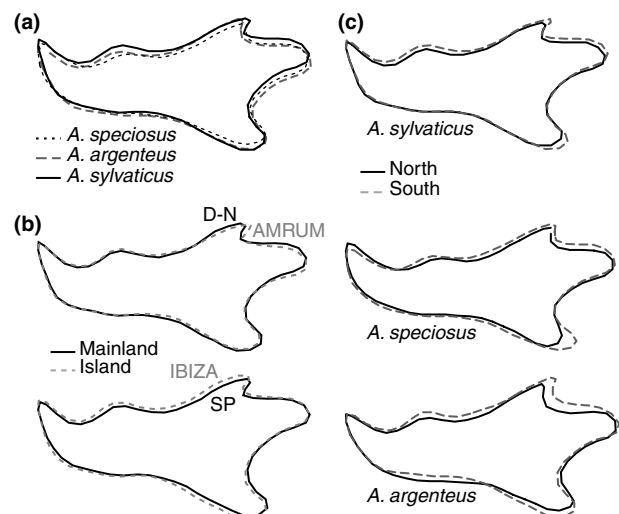 (a)
A. speciosus
A. argenteus
A. sylvaticus
(b)
D-N
AMRUM
Mainland
Island
IBIZA
SP
(c)
A. sylvaticus
North
South
A. speciosus
A. argenteus